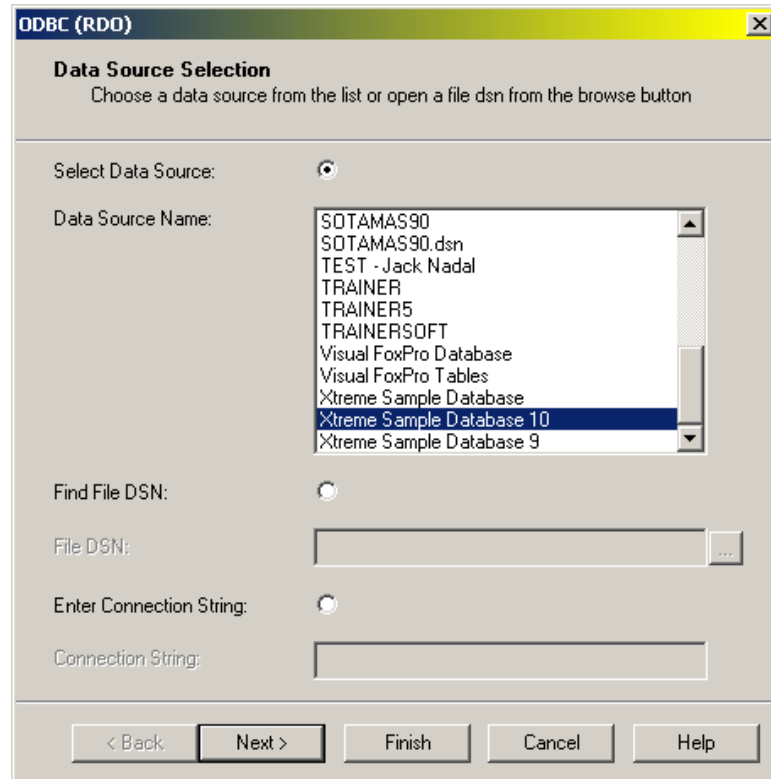 ODBC (RDO)
Data Source Selection
Choose a data source from the list or open a file dsn from the browse button
Select Data Source:
Data Source Name:
SOTAMAS90
SOTAMAS90.dsn
TEST - Jack Nadal
TRAINER
TRAINER5
TRAINERSOFT
Visual FoxPro Database
Visual FoxPro Tables
Xtreme Sample Database
Xtreme Sample Database 10
Xtreme Sample Database 9
Find File DSN:
File DSN:
...
Enter Connection String:
Connection String:
< Back Next > Finish Cancel Help